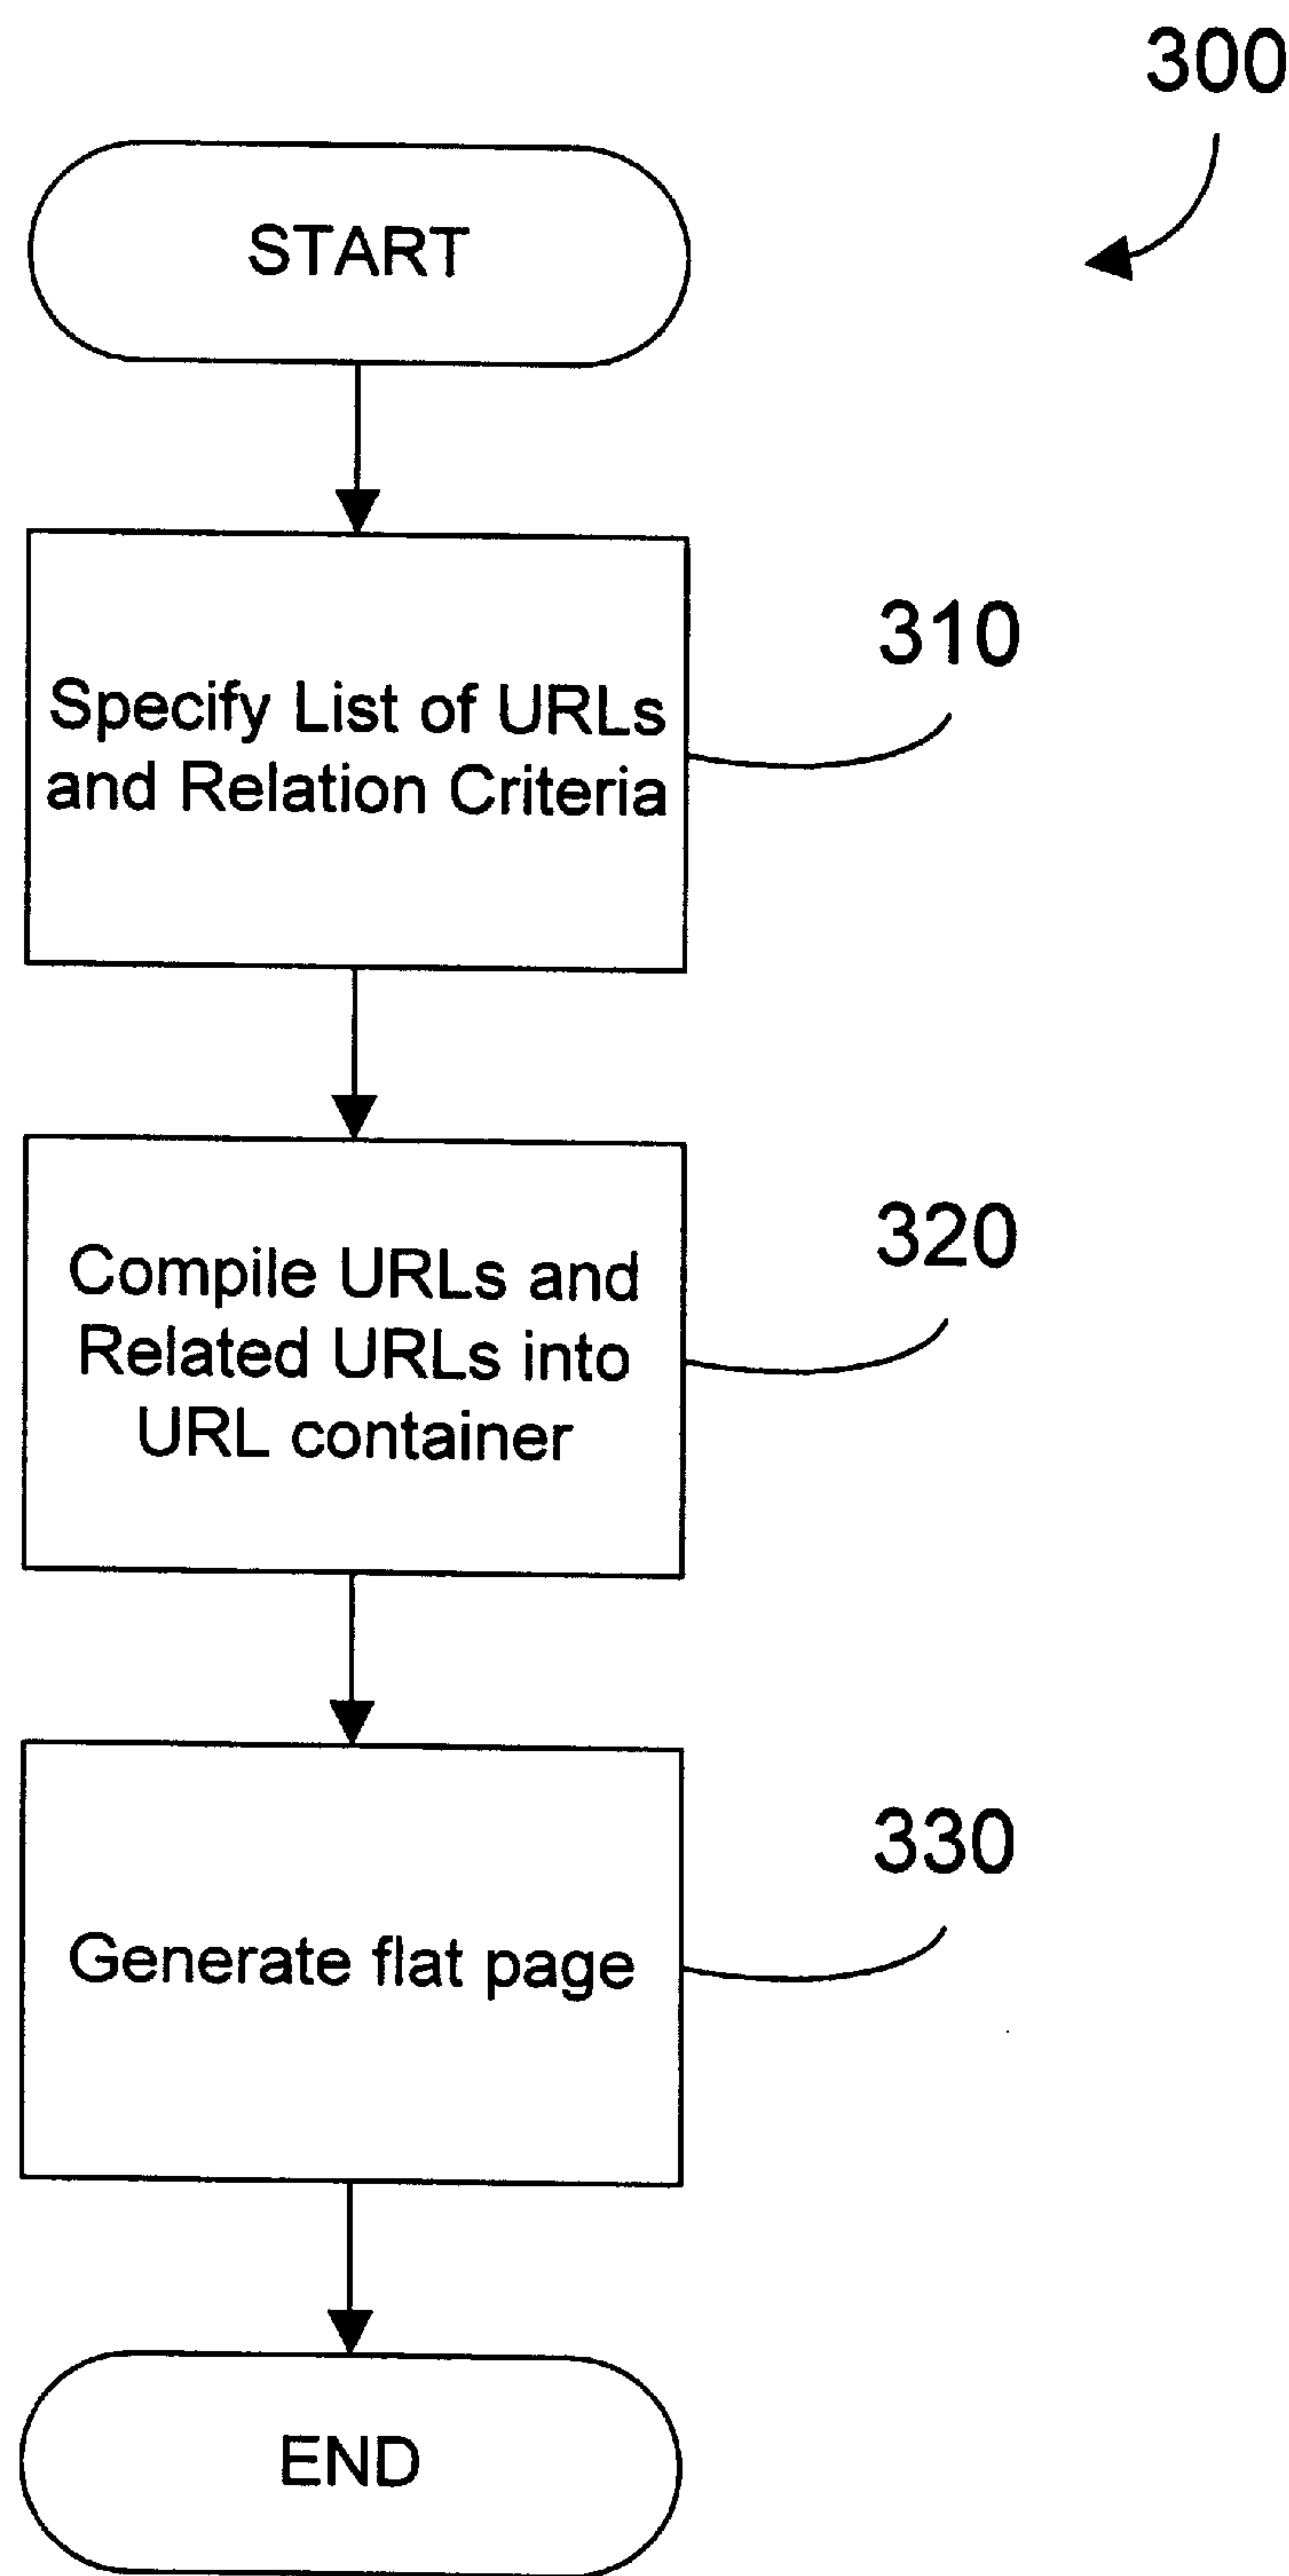 300
START
310
Specify List of URLs
and Relation Criteria
320
Compile URLs and
Related URLs into
URL container
330
Generate flat page
END